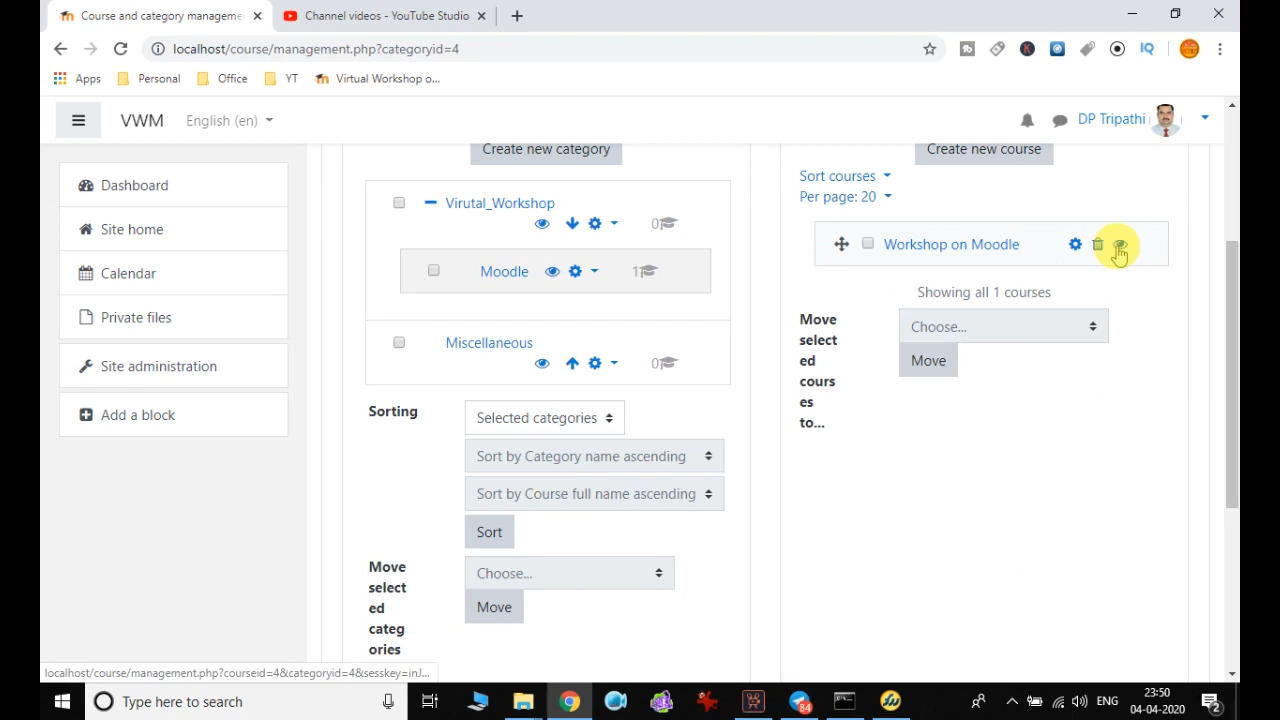 Course and category manageme
Channel videos - YouTube Studio
localhost/course/management.php?categoryid=4
Apps
Personal
Office
YT
Virtual Workshop o...
VWM
English (en)
DP Tripathi
Dashboard
Site home
Calendar
Private files
Site administration
Add a block
Create new category
Virutal_Workshop
0
Moodle
1
Miscellaneous
0
Sorting
Selected categories
Sort by Category name ascending
Sort by Course full name ascending
Sort
Move
select
ed
categ
ories
Choose...
Move
Create new course
Sort courses
Per page: 20
Workshop on Moodle
Showing all 1 courses
Move
select
ed
cours
es
to...
Choose...
Move
localhost/course/management.php?courseid=4&categoryid=4&sesskey=inJ...
Type here to search
84
ENG
23:50
04-04-2020
2